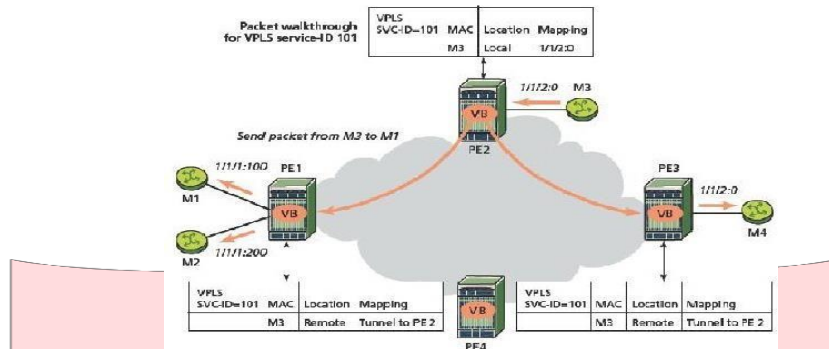 Packet walkthrough
for VPLS service-ID 101
VPLS
SVC-ID=101 MAC Location Mapping
M3 Local 1/1/2:0
1/1/2:0 M3
VB
PE2
Send packet from M3 to M1
1/1/1:100
M1
PE1
VB
M2
1/1/1:200
PE3
1/1/2:0
VB
M4
VPLS
SVC-ID=101 MAC Location Mapping
M3 Remote Tunnel to PE 2
VB
PE4
VPLS
SVC-ID=101 MAC Location Mapping
M3 Remote Tunnel to PE 2